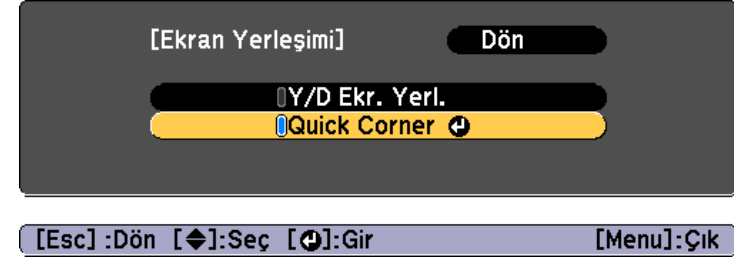 [Ekran Yerleşimi] Dön
Y/D Ekr. Yerl.
Quick Corner
[Esc] :Dön [◆]:Seç [↵]:Gir [Menu]:Çık